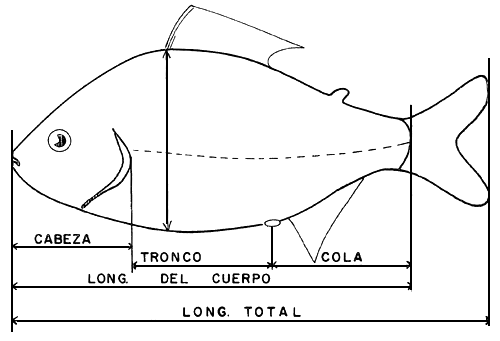 CABEZA
TRONCO COLA
LONG. DEL CUERPO
LONG. TOTAL